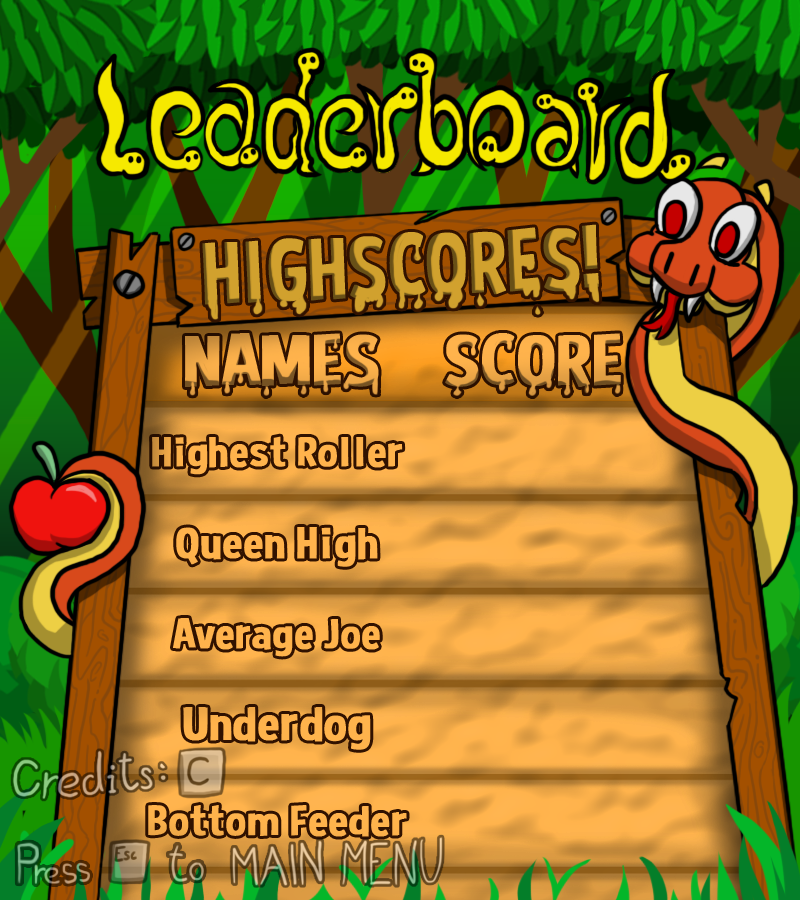 Leaderboard
HIGHSCORES!
NAMES SCORE
Highest Roller
Queen High
Average Joe
Underdog
Credits: C
Bottom Feeder
Press Esc to MAIN MENU